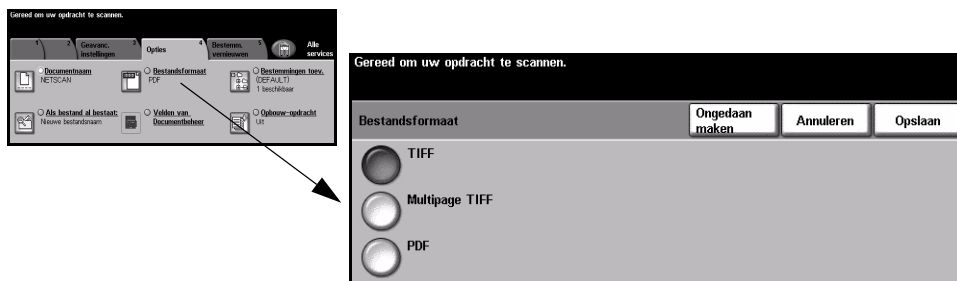 Gereed om uw opdracht te scannen.
1
2
Geavanc.
instellingen
3
Opties
4
Bestemm.
vernieuwen
5
Alle
services
Documentnaam
NETSCAN
Bestandsformaat
PDF
Bestemmingen toev.
(DEFAULT)
1 beschikbaar
Als bestand al bestaat:
Nieuwe bestandsnaam
Velden van
Documentbeheer
Opbouw-opdracht
Uit
Gereed om uw opdracht te scannen.
Bestandsformaat
Ongedaan
maken
Annuleren
Opslaan
TIFF
Multipage TIFF
PDF